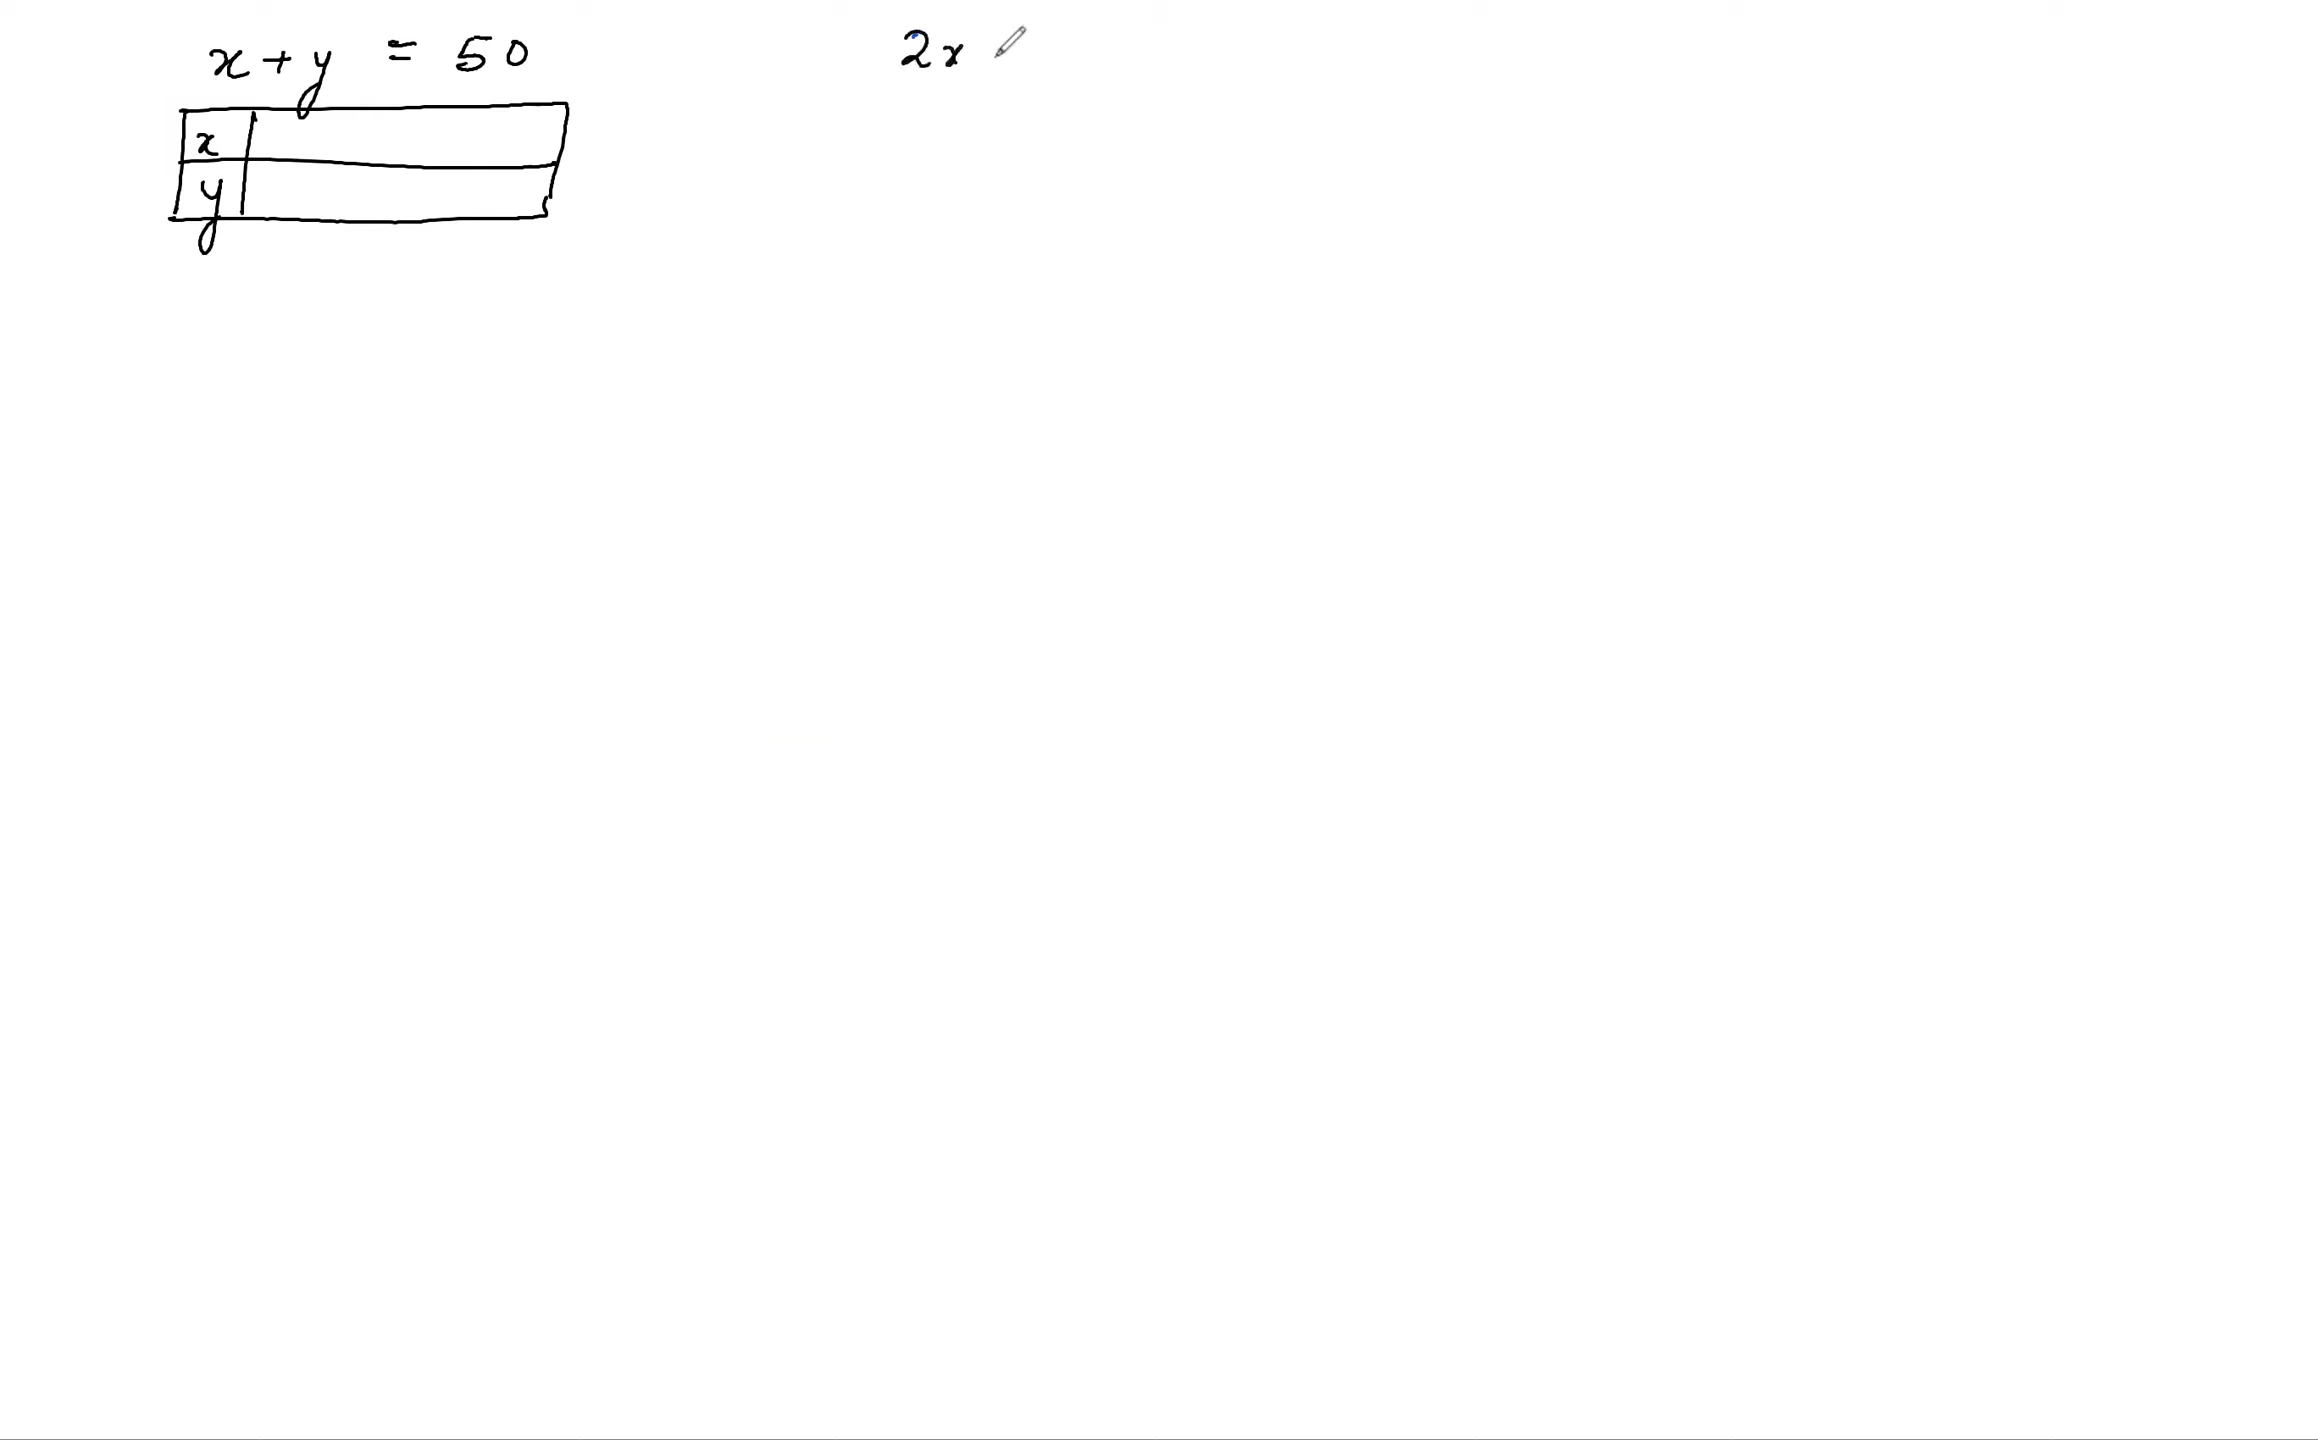 x + y = 50
2x
x
y